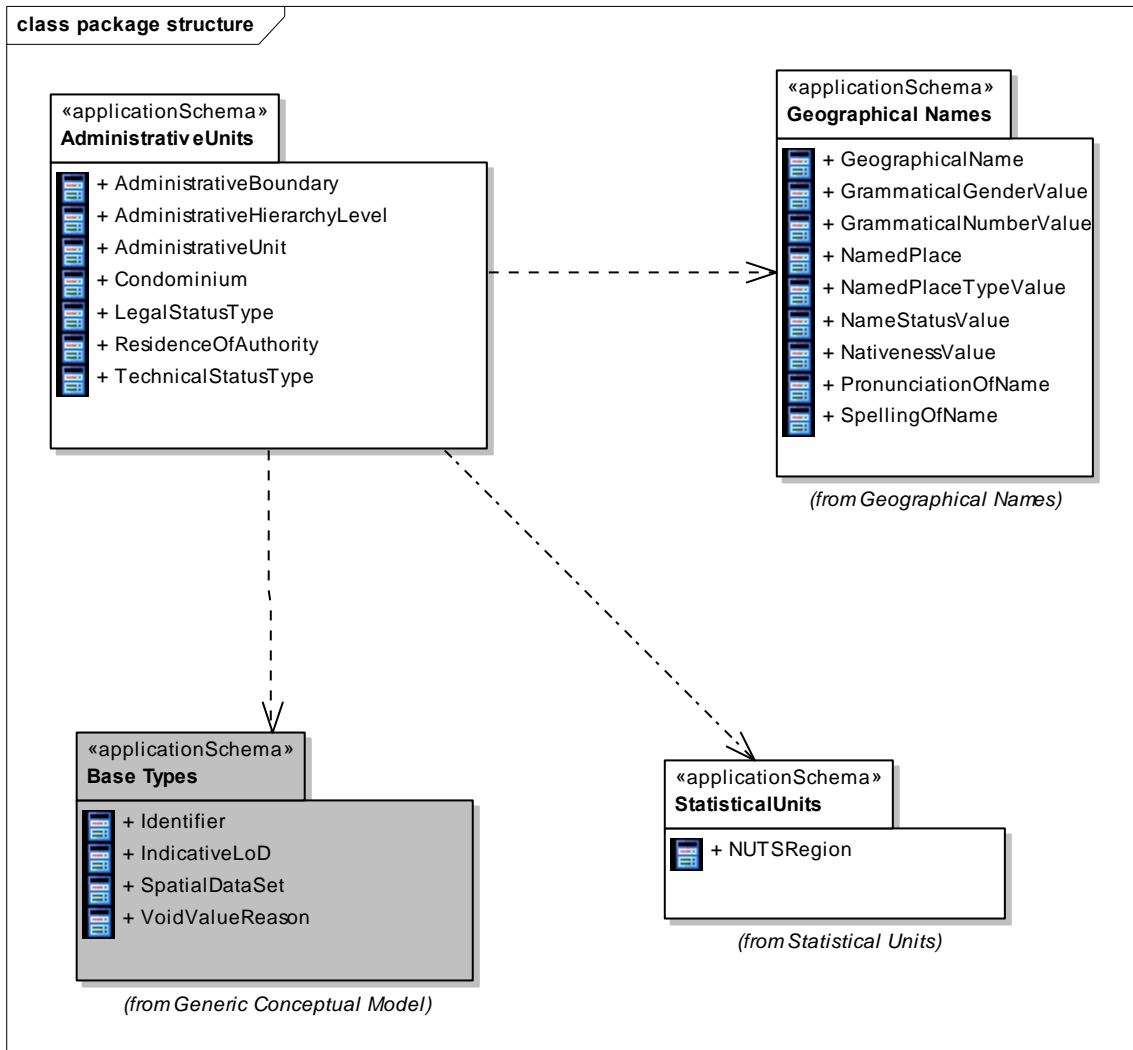 class package structure
«applicationSchema»
AdministrativeUnits
+ AdministrativeBoundary
+ AdministrativeHierarchyLevel
+ AdministrativeUnit
+ Condominium
+ LegalStatusType
+ ResidenceOfAuthority
+ TechnicalStatusType
«applicationSchema»
Geographical Names
+ GeographicalName
+ GrammaticalGenderValue
+ GrammaticalNumberValue
+ NamedPlace
+ NamedPlaceTypeValue
+ NameStatusValue
+ NativenessValue
+ PronunciationOfName
+ SpellingOfName
(from Geographical Names)
«applicationSchema»
Base Types
+ Identifier
+ IndicativeLoD
+ SpatialDataSet
+ VoidValueReason
(from Generic Conceptual Model)
«applicationSchema»
StatisticalUnits
+ NUTSRegion
(from Statistical Units)